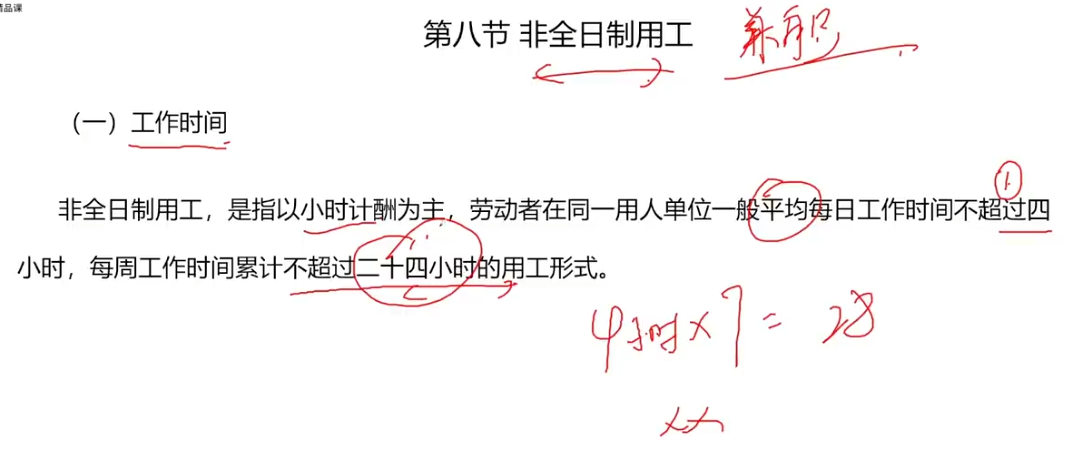 精品课
第八节 非全日制用工 兼职
（一）工作时间
非全日制用工，是指以小时计酬为主，劳动者在同一用人单位一般平均每日工作时间不超过四
小时，每周工作时间累计不超过二十四小时的用工形式。
4小时×7=28